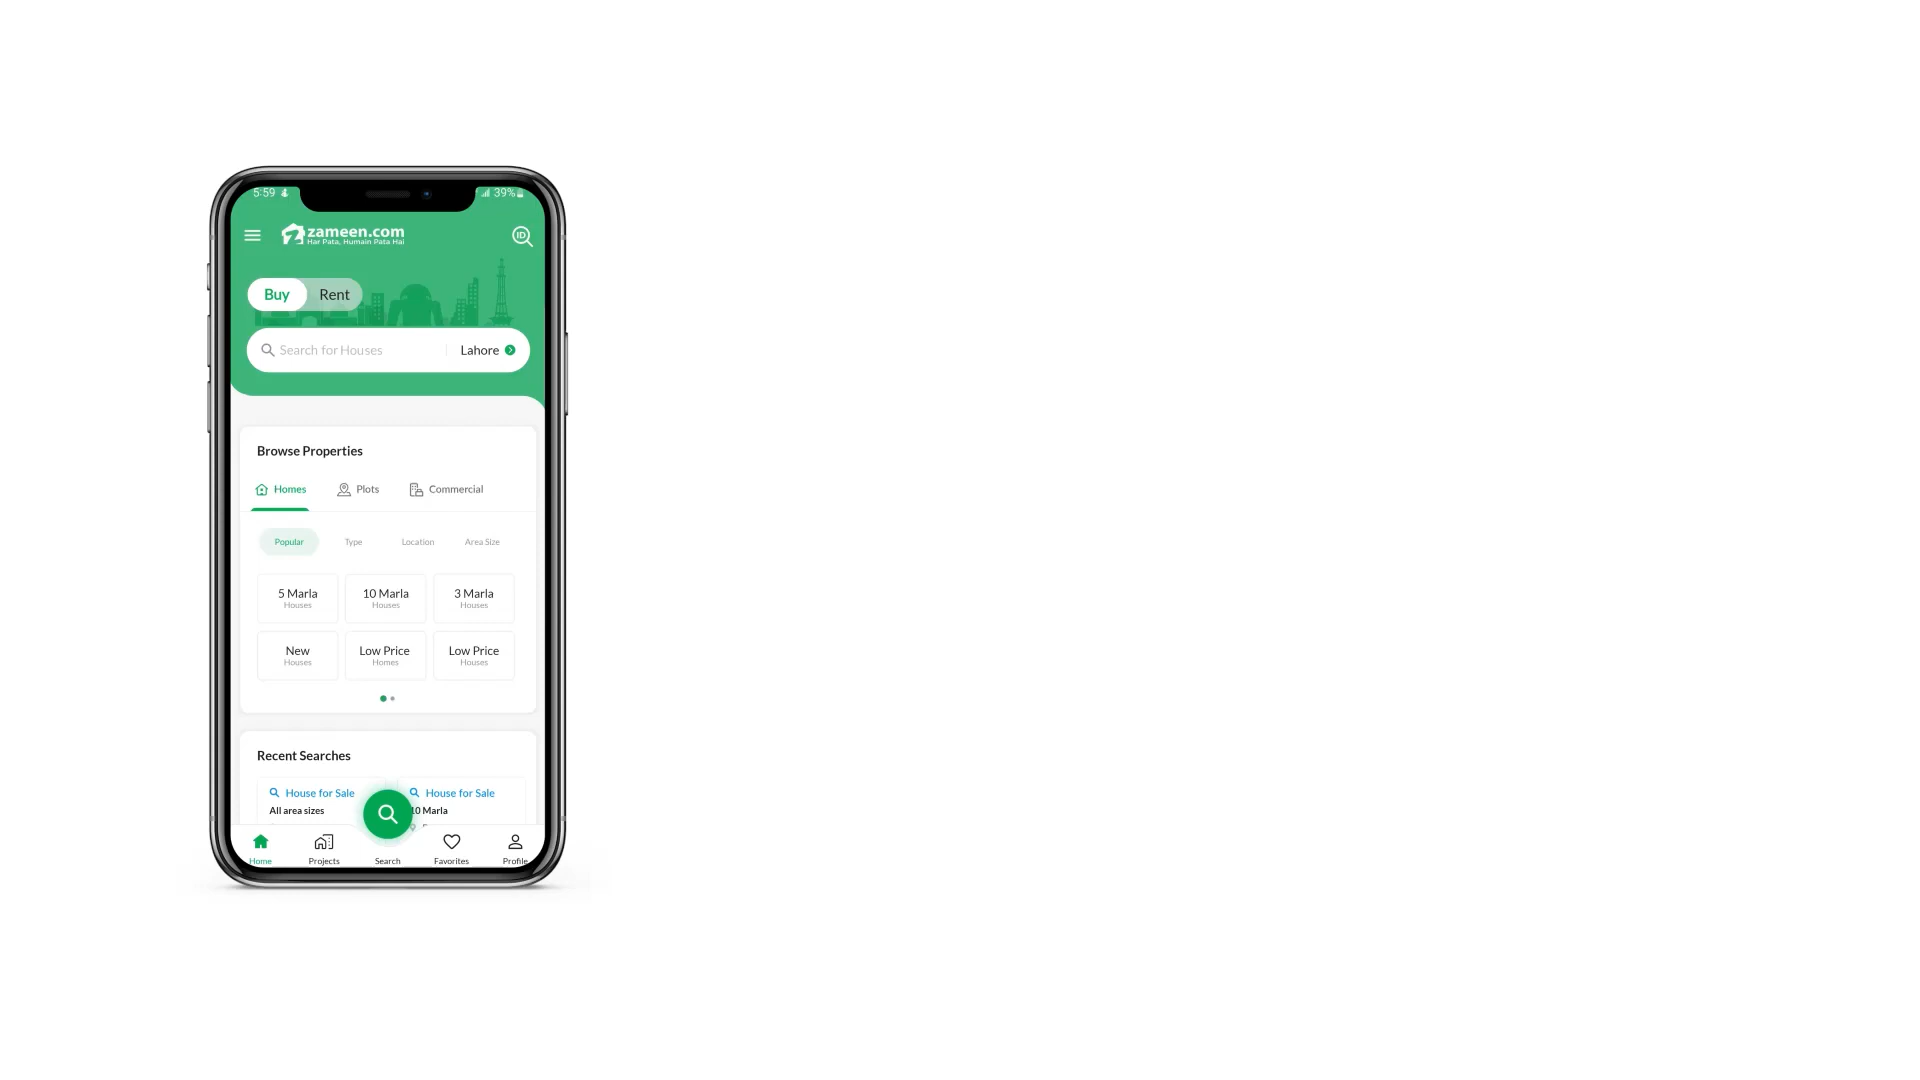 5:59
39%
zameen.com
Har Pata, Humain Pata Hai
ID
Buy Rent
Search for Houses Lahore
Browse Properties
Homes Plots Commercial
Popular Type Location Area Size
5 Marla 10 Marla 3 Marla
Houses Houses Houses
New Low Price Low Price
Houses Homes Houses
Recent Searches
House for Sale House for Sale
All area sizes 10 Marla
Home Projects Search Favorites Profile